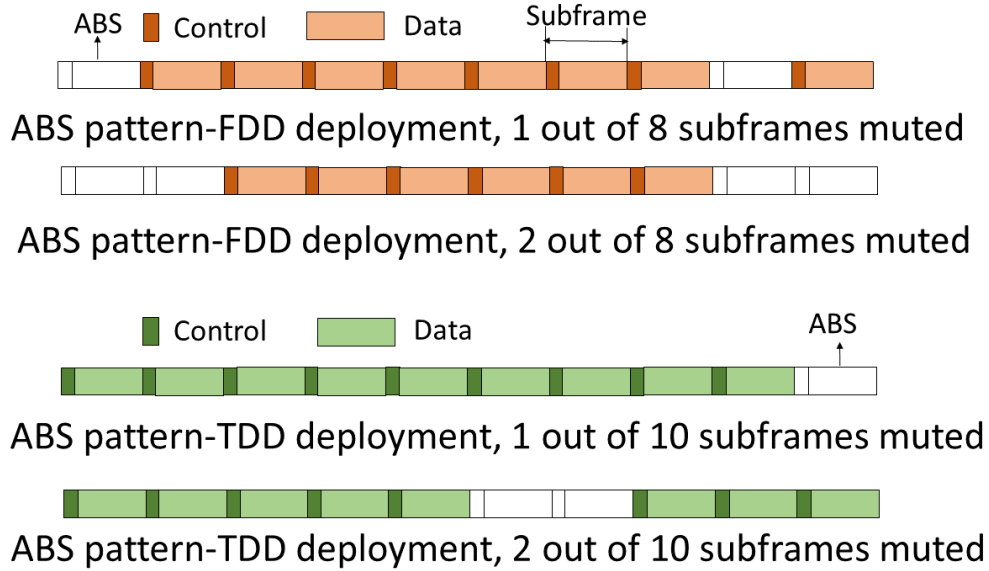 Subframe
ABS Control Data
ABS pattern-FDD deployment, 1 out of 8 subframes muted
ABS pattern-FDD deployment, 2 out of 8 subframes muted
Control Data ABS
ABS pattern-TDD deployment, 1 out of 10 subframes muted
ABS pattern-TDD deployment, 2 out of 10 subframes muted